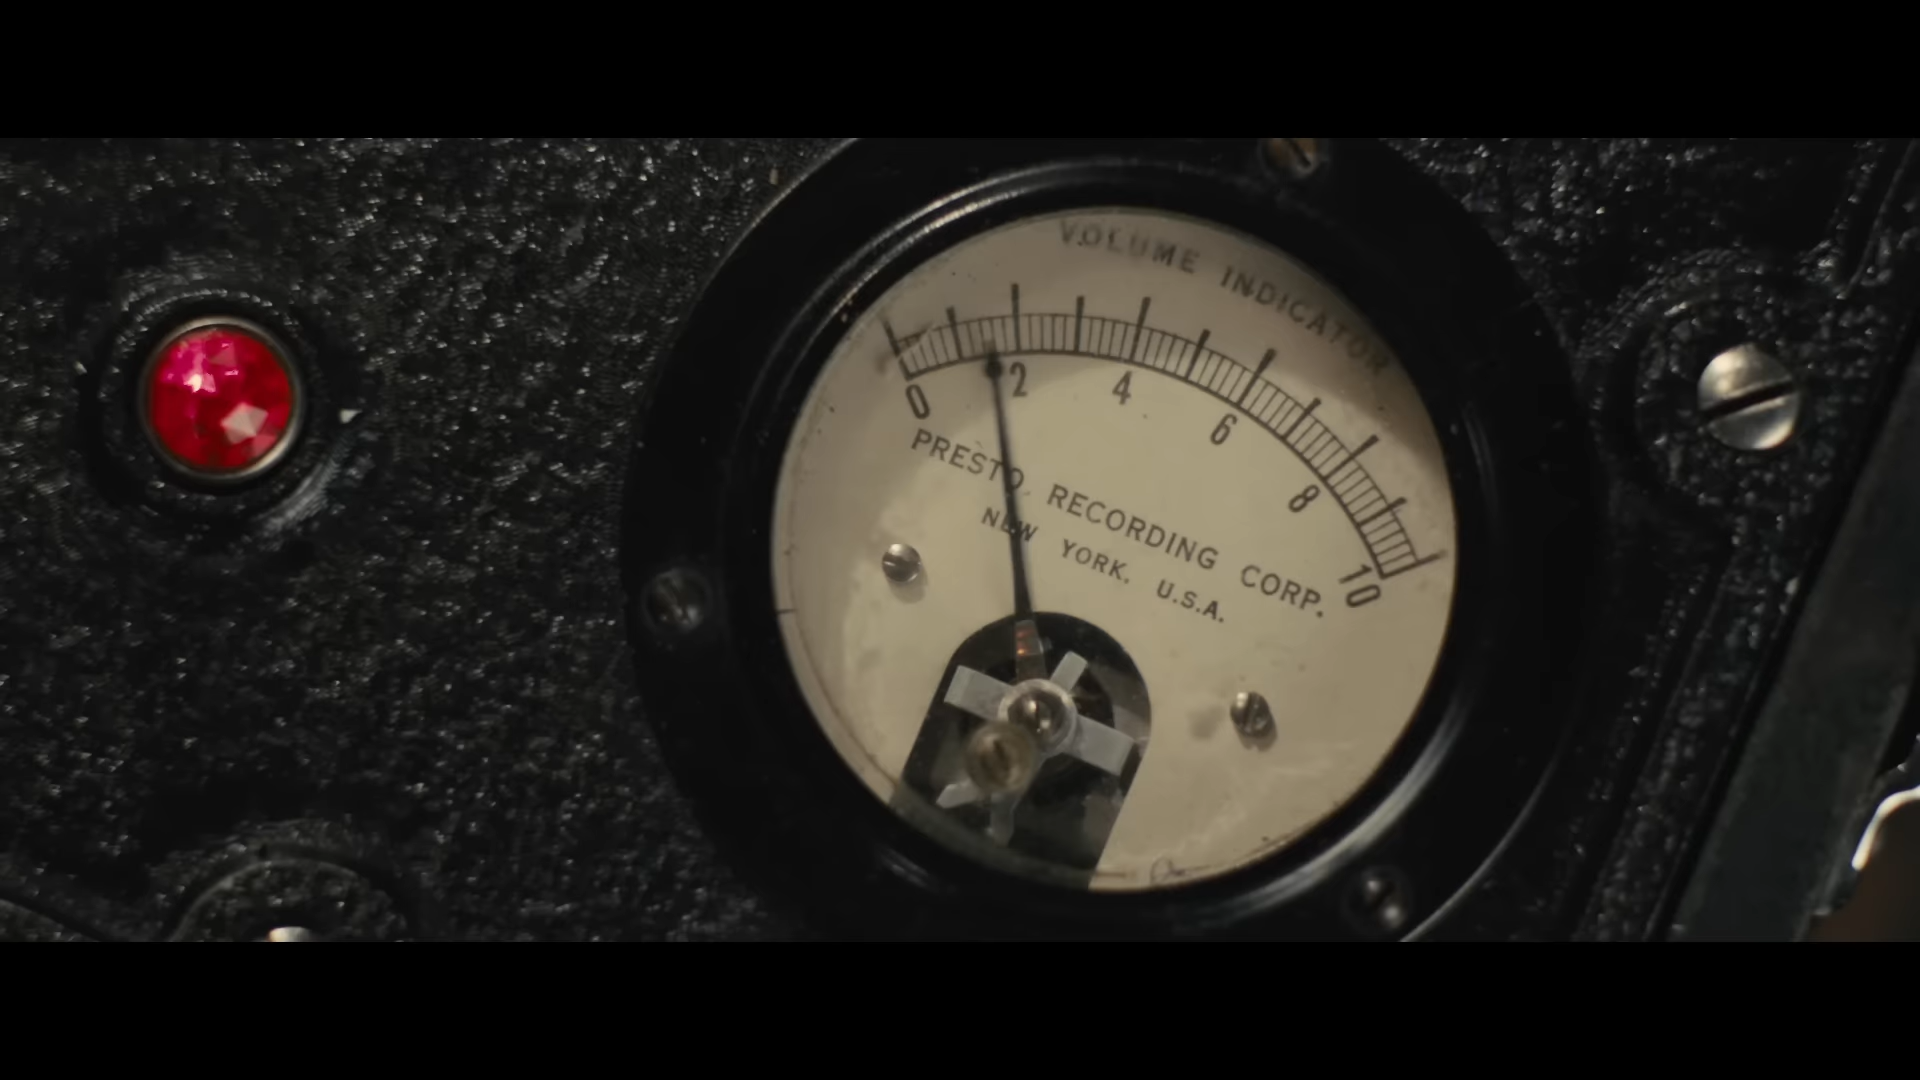 VOLUME INDICATOR
0 2 4 6 8 10
PRESTO RECORDING CORP.
NEW YORK. U.S.A.